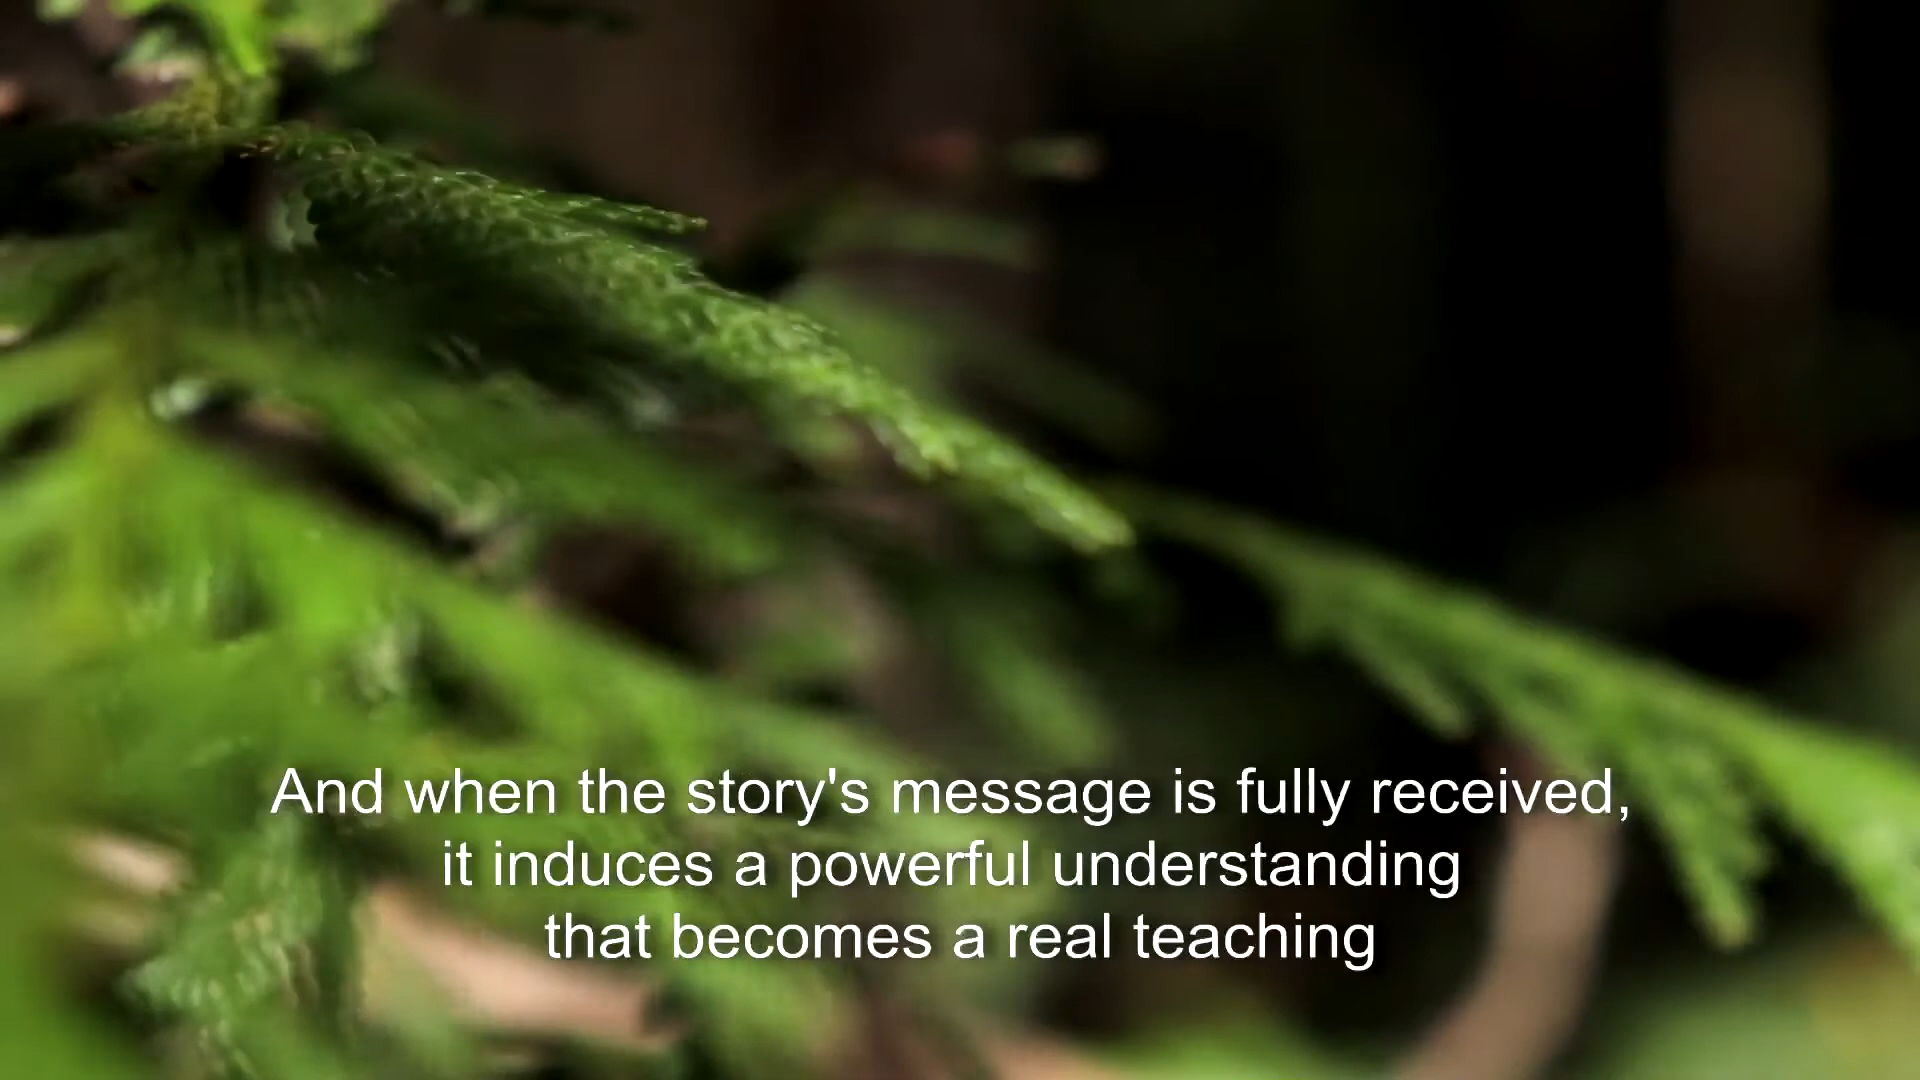 And when the story's message is fully received,
it induces a powerful understanding
that becomes a real teaching